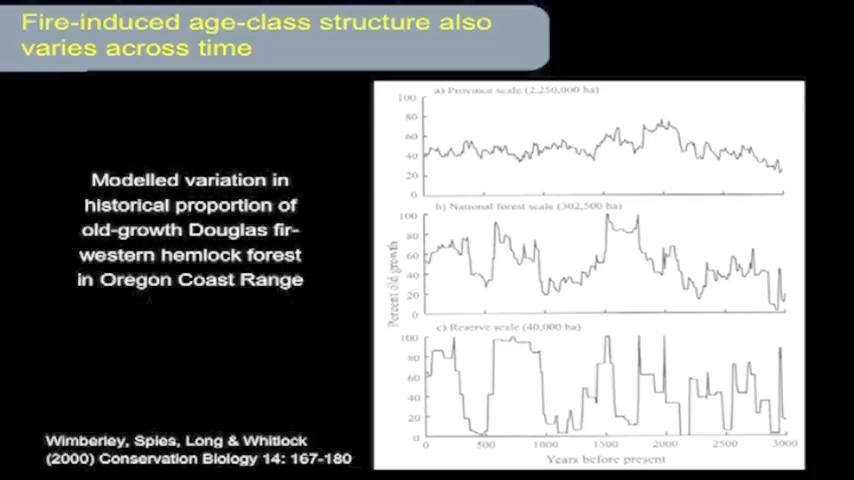 Fire-induced age-class structure also
varies across time
Modelled variation in
historical proportion of
old-growth Douglas fir-
western hemlock forest
in Oregon Coast Range
Wimberley, Spies, Long & Whitlock
(2000) Conservation Biology 14: 167-180
a) Province scale (2,250,000 ha)
100
80
60
40
20
0
b) National forest scale (302,500 ha)
100
80
60
40
20
0
Percent old growth
c) Reserve scale (40,000 ha)
100
80
60
40
20
0
0 500 1000 1500 2000 2500 3000
Years before present